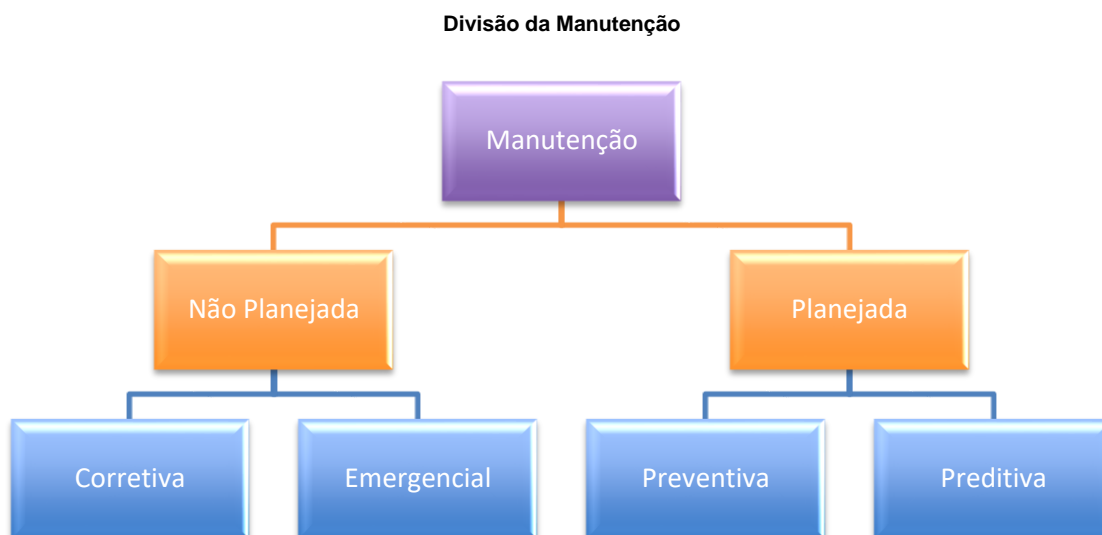 Divisão da Manutenção
Manutenção
Não Planejada
Planejada
Corretiva
Emergencial
Preventiva
Preditiva